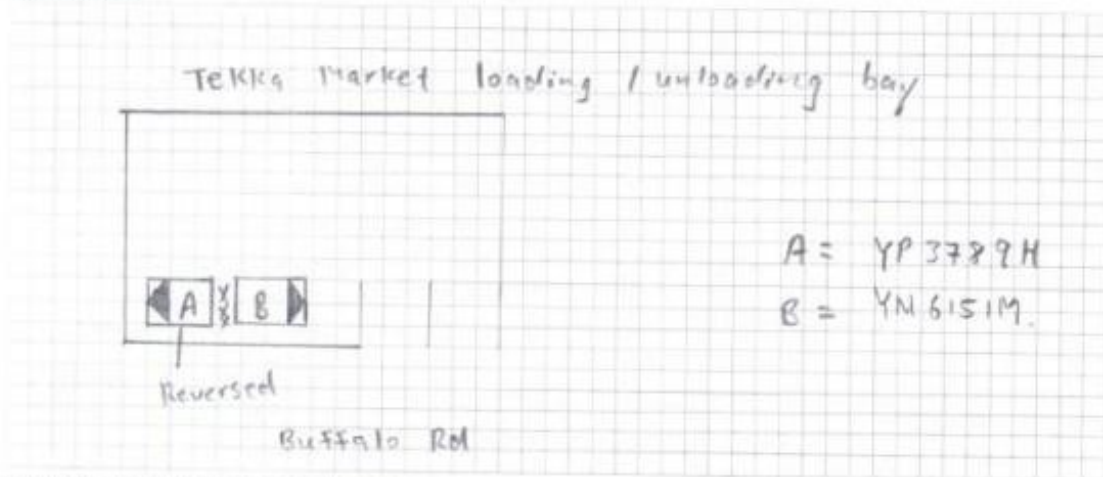 Tekka Market loading / unloading bay
A = YP 3789H
B = YN 6151M.
A B
Reversed
Buffalo Rd